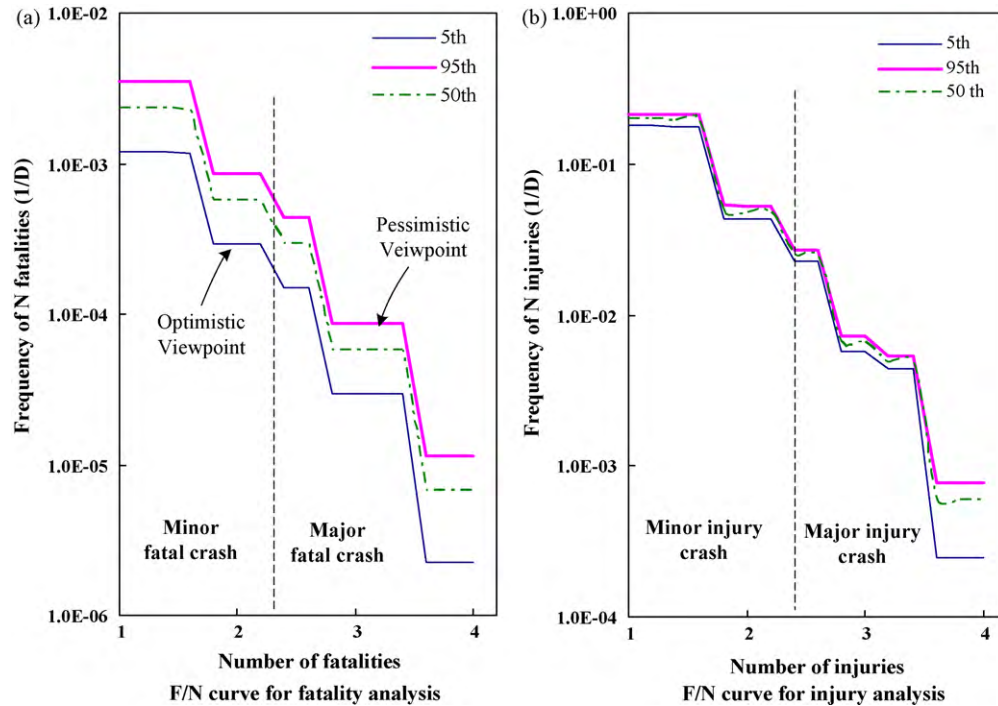 (a)
1.0E-02
5th
95th
50th
1.0E-03
Pessimistic
Veiwpoint
1.0E-04
Optimistic
Viewpoint
1.0E-05
Minor
fatal crash
Major
fatal crash
1.0E-06
1 2 3 4
Frequency of N fatalities (1/D)
Number of fatalities
F/N curve for fatality analysis
(b)
1.0E+00
5th
95th
50 th
1.0E-01
1.0E-02
1.0E-03
Minor injury
crash
Major injury
crash
1.0E-04
1 2 3 4
Frequency of N injuries (1/D)
Number of injuries
F/N curve for injury analysis